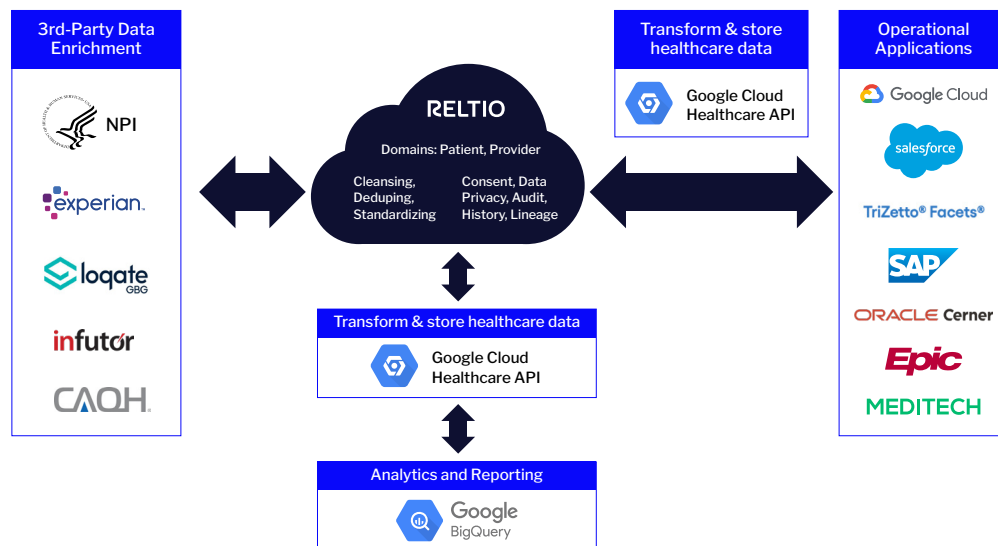 3rd-Party Data
Enrichment
NPI
experian.
loqate
GBG
infutor
CAQH
RELTIO
Domains: Patient, Provider
Cleansing,
Deduping,
Standardizing
Consent, Data
Privacy, Audit,
History, Lineage
Transform & store
healthcare data
Google Cloud
Healthcare API
Operational
Applications
Google Cloud
salesforce
TriZetto® Facets®
SAP
ORACLE Cerner
Epic
MEDITECH
Transform & store healthcare data
Google Cloud
Healthcare API
Analytics and Reporting
Google
BigQuery